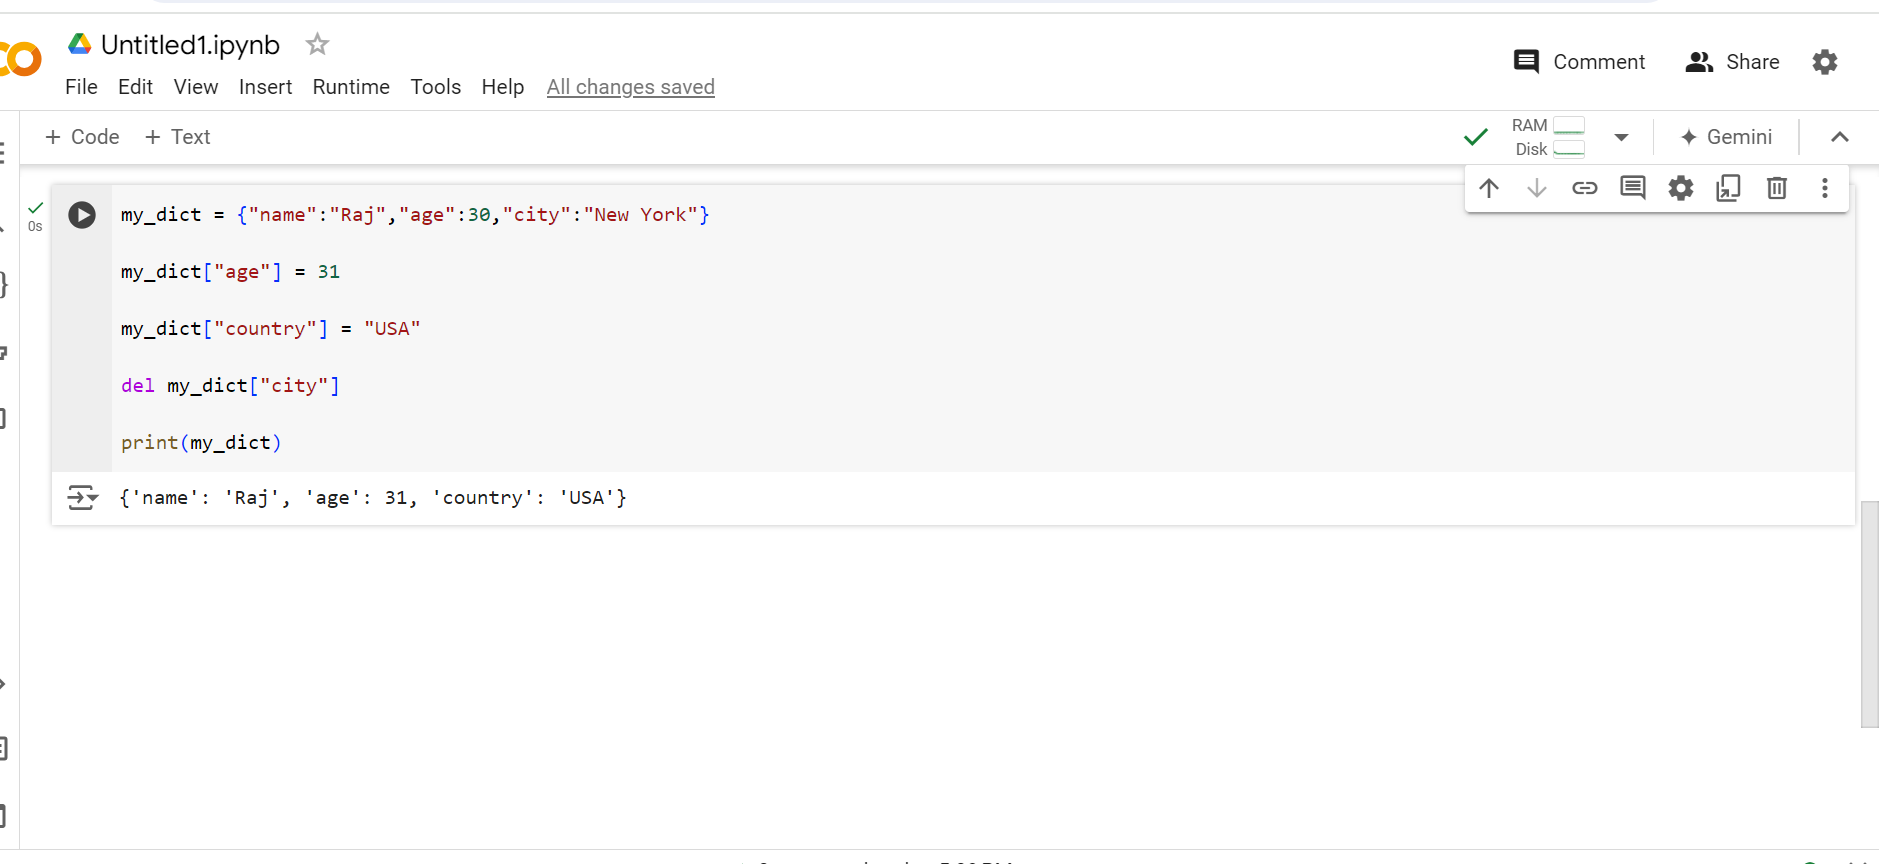 Untitled1.ipynb
File Edit View Insert Runtime Tools Help All changes saved
Comment Share
+ Code + Text
RAM
Disk
Gemini
0s
my_dict = {"name":"Raj","age":30,"city":"New York"}
my_dict["age"] = 31
my_dict["country"] = "USA"
del my_dict["city"]
print(my_dict)
{'name': 'Raj', 'age': 31, 'country': 'USA'}